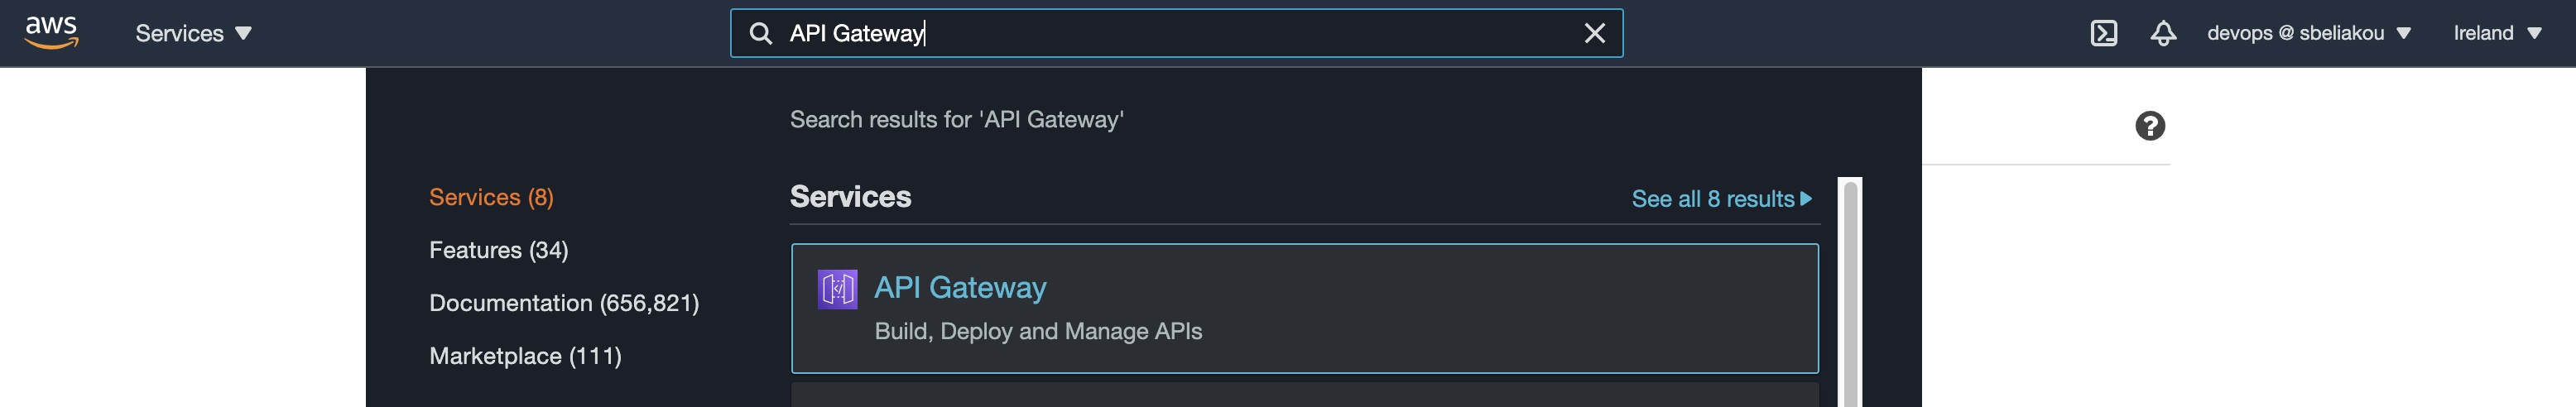 aws
Services
API Gateway
devops @ sbeliakou
Ireland
Search results for 'API Gateway'
Services (8)
Features (34)
Documentation (656,821)
Marketplace (111)
Services
See all 8 results
API Gateway
Build, Deploy and Manage APIs